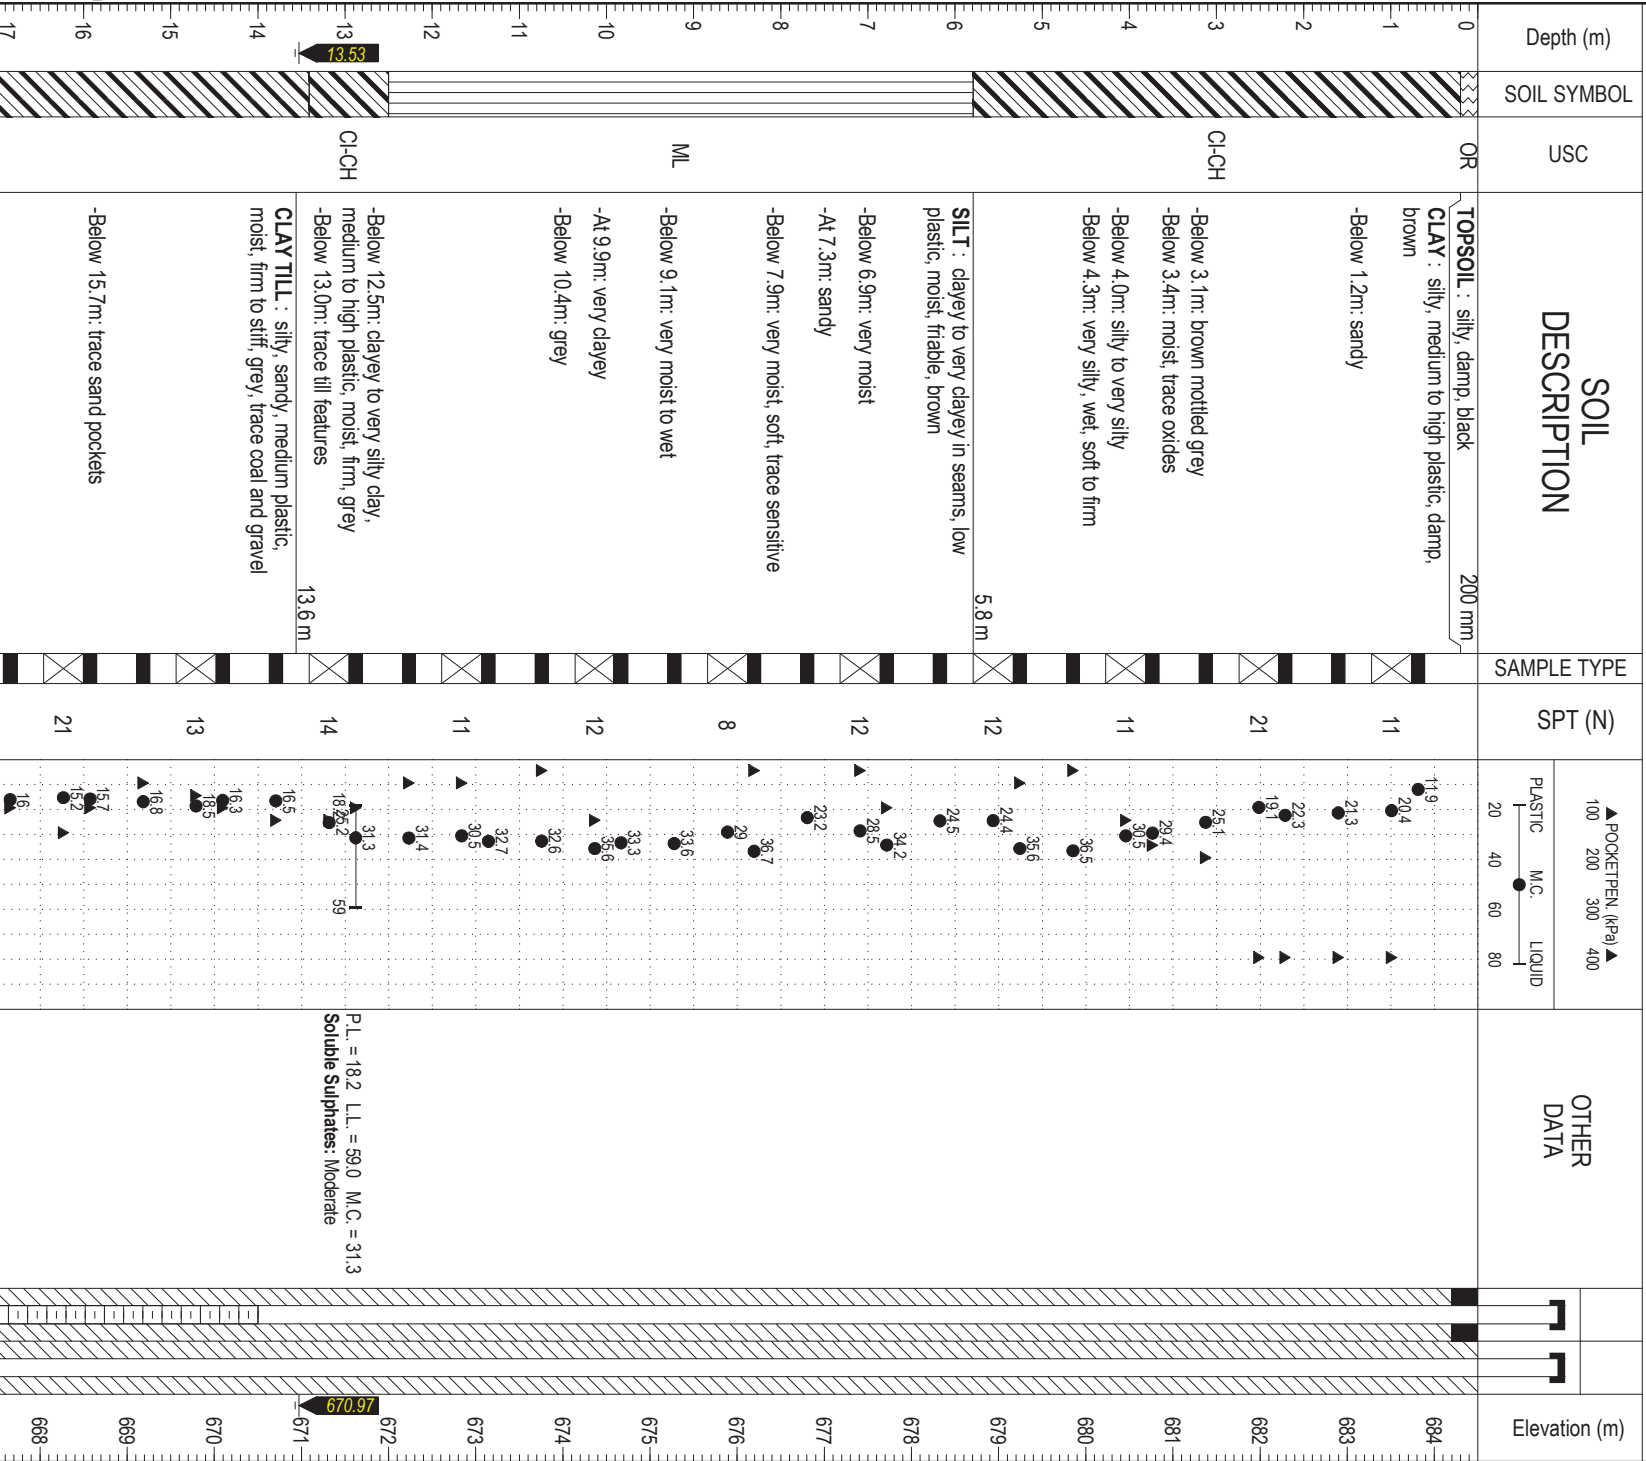 Depth (m)
SOIL SYMBOL
USC
SOIL
DESCRIPTION
SAMPLE TYPE
SPT (N)
▲ POCKETPEN. (kPa) ▲
100 200 300 400
PLASTIC M.C. LIQUID
20 40 60 80
OTHER
DATA
Elevation (m)
0
1
2
3
4
5
6
7
8
9
10
11
12
13
14
15
16
17
13.53
OR
CI-CH
ML
CI-CH
TOPSOIL : silty, damp, black 200 mm
CLAY : silty, medium to high plastic, damp,
brown
-Below 1.2m: sandy
-Below 3.1m: brown mottled grey
-Below 3.4m: moist, trace oxides
-Below 4.0m: silty to very silty
-Below 4.3m: very silty, wet, soft to firm
5.8 m
SILT : clayey to very clayey in seams, low
plastic, moist, friable, brown
-Below 6.9m: very moist
-At 7.3m: sandy
-Below 7.9m: very moist, soft, trace sensitive
-Below 9.1m: very moist to wet
-At 9.9m: very clayey
-Below 10.4m: grey
-Below 12.5m: clayey to very silty clay,
medium to high plastic, moist, firm, grey
-Below 13.0m: trace till features
13.6 m
CLAY TILL : silty, sandy, medium plastic,
moist, firm to stiff, grey, trace coal and gravel
-Below 15.7m: trace sand pockets
11
21
11
12
12
8
12
11
14
13
21
11.9
20.4
21.3
22.3
19.1
25.1
29.4
30.5
36.5
35.6
24.4
24.5
34.2
28.5
23.2
36.7
29
33.6
33.3
35.6
32.6
32.7
30.5
31.4
31.3
59
18.2
25.2
16.5
16.3
18.5
16.8
15.7
15.2
16
P.L. = 18.2 L.L. = 59.0 M.C. = 31.3
Soluble Sulphates: Moderate
684
683
682
681
680
679
678
677
676
675
674
673
672
671
670
669
668
670.97